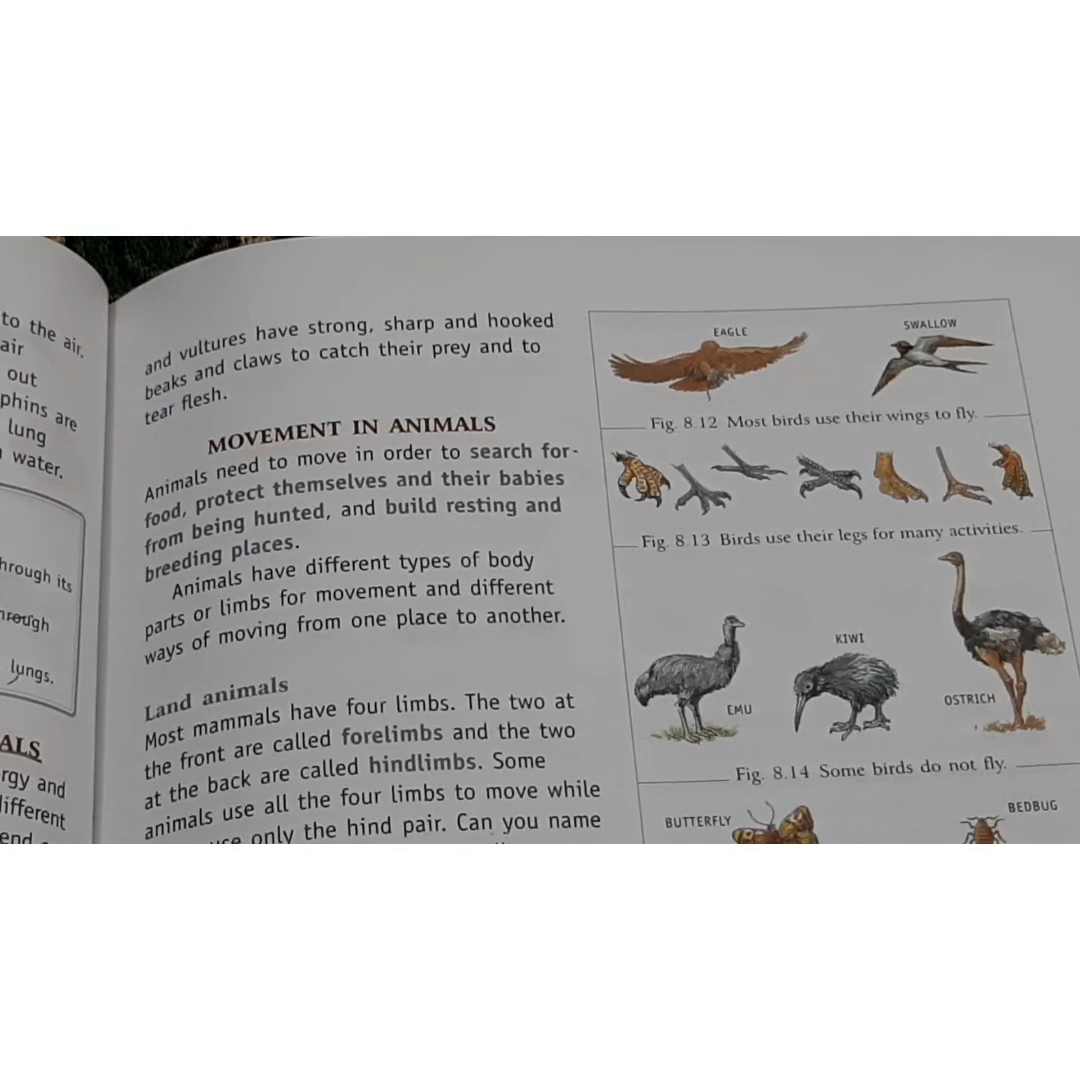 to the air.
air
out
phins are
lung
water.
hrough its
hrough
lungs.
ALS
rgy and
different
and vultures have strong, sharp and hooked
beaks and claws to catch their prey and to
tear flesh.
MOVEMENT IN ANIMALS
Animals need to move in order to search for-
food, protect themselves and their babies
from being hunted, and build resting and
breeding places.
Animals have different types of body
parts or limbs for movement and different
ways of moving from one place to another.
Land animals
Most mammals have four limbs. The two at
the front are called forelimbs and the two
at the back are called hindlimbs. Some
animals use all the four limbs to move while
only the hind pair. Can you name
EAGLE
SWALLOW
Fig. 8.12 Most birds use their wings to fly.
Fig. 8.13 Birds use their legs for many activities.
EMU
KIWI
OSTRICH
Fig. 8.14 Some birds do not fly.
BUTTERFLY
BEDBUG